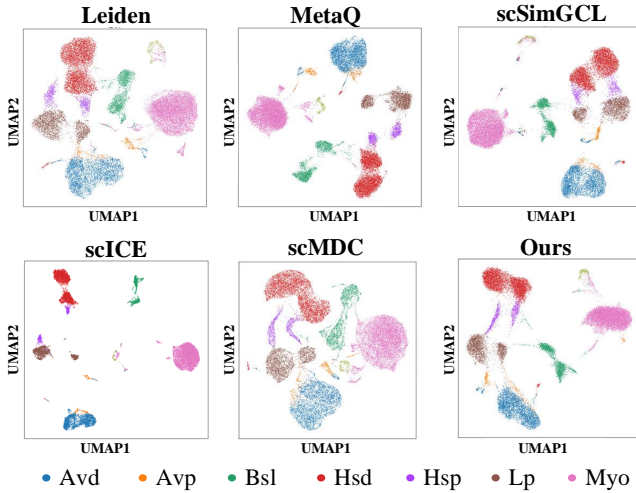 Leiden
MetaQ
scSimGCL
UMAP2
UMAP2
UMAP2
UMAP1
UMAP1
UMAP1
scICE
scMDC
Ours
UMAP2
UMAP2
UMAP2
UMAP1
UMAP1
UMAP1
Avd Avp Bsl Hsd Hsp Lp Myo